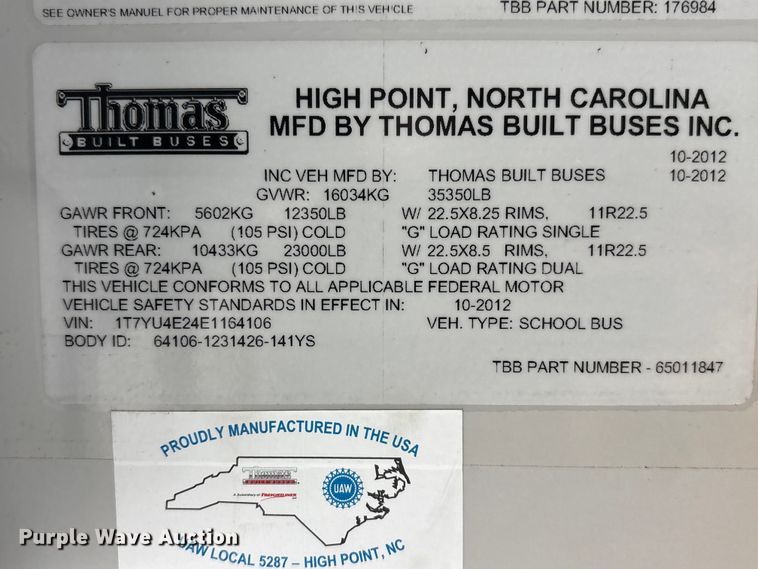 SEE OWNER'S MANUEL FOR PROPER MAINTENANCE OF THIS VEHICLE
TBB PART NUMBER: 176984
Thomas
BUILT BUSES
HIGH POINT, NORTH CAROLINA
MFD BY THOMAS BUILT BUSES INC.
10-2012
INC VEH MFD BY: THOMAS BUILT BUSES 10-2012
GVWR: 16034KG 35350LB
GAWR FRONT: 5602KG 12350LB W/ 22.5X8.25 RIMS, 11R22.5
TIRES @ 724KPA (105 PSI) COLD "G" LOAD RATING SINGLE
GAWR REAR: 10433KG 23000LB W/ 22.5X8.5 RIMS, 11R22.5
TIRES @ 724KPA (105 PSI) COLD "G" LOAD RATING DUAL
THIS VEHICLE CONFORMS TO ALL APPLICABLE FEDERAL MOTOR
VEHICLE SAFETY STANDARDS IN EFFECT IN: 10-2012
VIN: 1T7YU4E24E1164106 VEH. TYPE: SCHOOL BUS
BODY ID: 64106-1231426-141YS
TBB PART NUMBER - 65011847
PROUDLY MANUFACTURED IN THE USA
Thomas
BUILT BUSES
A Subsidiary of FREIGHTLINER
UAW
UAW LOCAL 5287 – HIGH POINT, NC
Purple Wave Auction